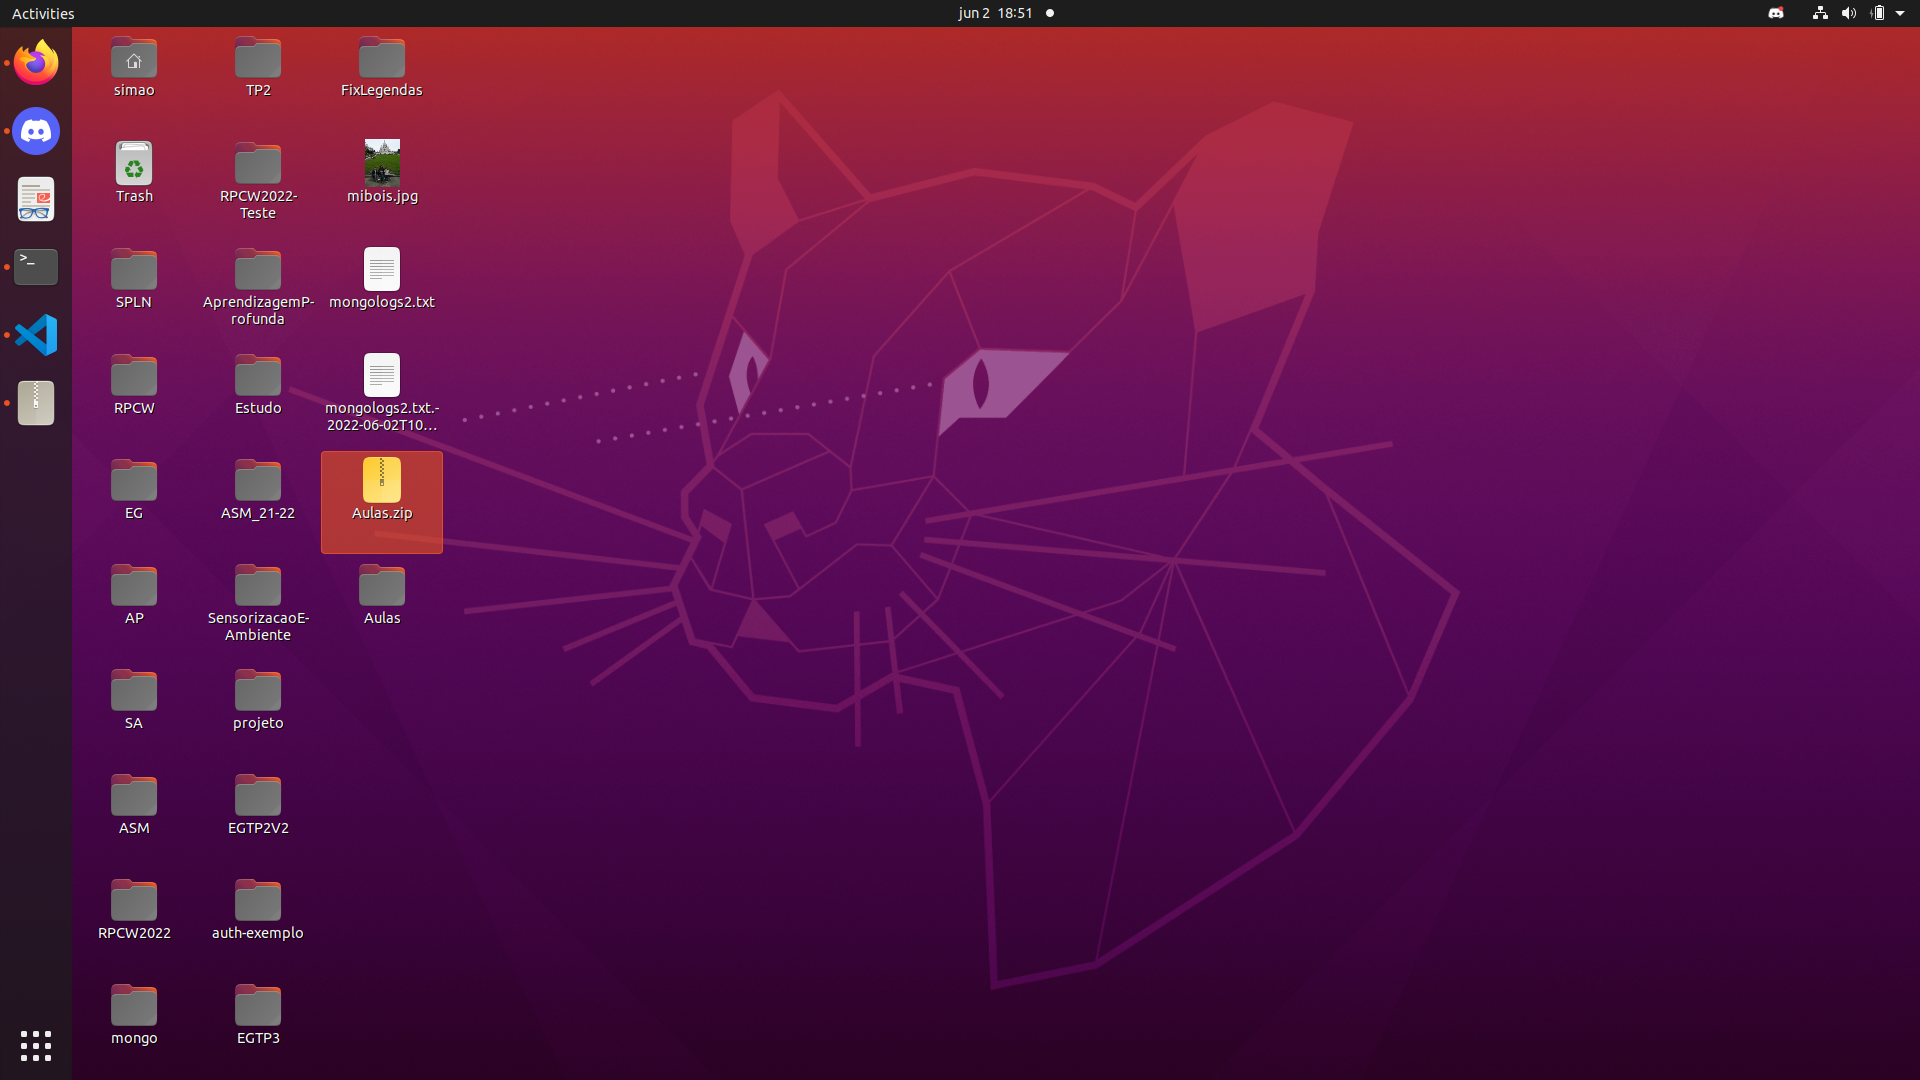 Activities
jun 2 18:51
simao
TP2
FixLegendas
Trash
RPCW2022-
Teste
mibois.jpg
SPLN
AprendizagemP-
rofunda
mongologs2.txt
RPCW
Estudo
mongologs2.txt.-
2022-06-02T10...
EG
ASM_21-22
Aulas.zip
AP
SensorizacaoE-
Ambiente
Aulas
SA
projeto
ASM
EGTP2V2
RPCW2022
auth-exemplo
mongo
EGTP3